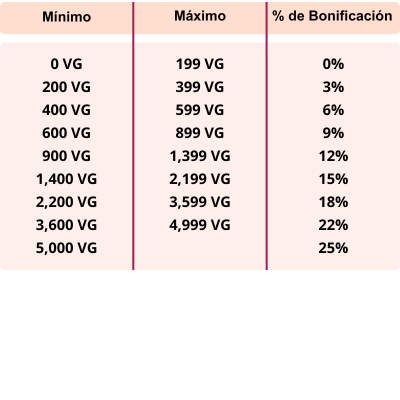 Mínimo Máximo % de Bonificación
0 VG 199 VG 0%
200 VG 399 VG 3%
400 VG 599 VG 6%
600 VG 899 VG 9%
900 VG 1,399 VG 12%
1,400 VG 2,199 VG 15%
2,200 VG 3,599 VG 18%
3,600 VG 4,999 VG 22%
5,000 VG 25%